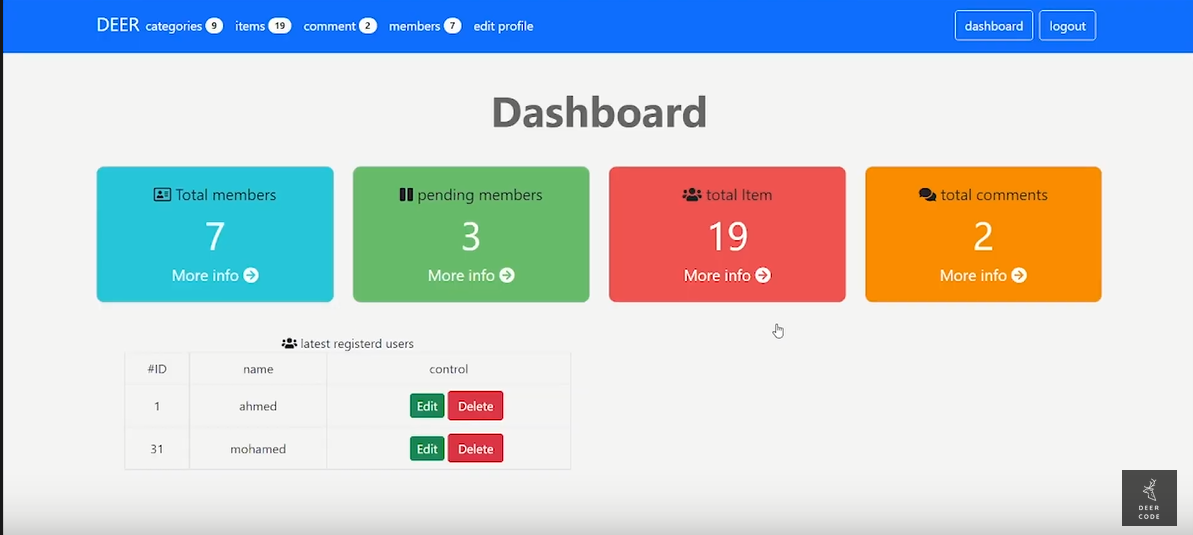 DEER categories 9 items 19 comment 2 members 7 edit profile dashboard logout
Dashboard
Total members
7
More info
pending members
3
More info
total Item
19
More info
total comments
2
More info
latest registerd users
#ID name control
1 ahmed Edit Delete
31 mohamed Edit Delete
DEER
CODE